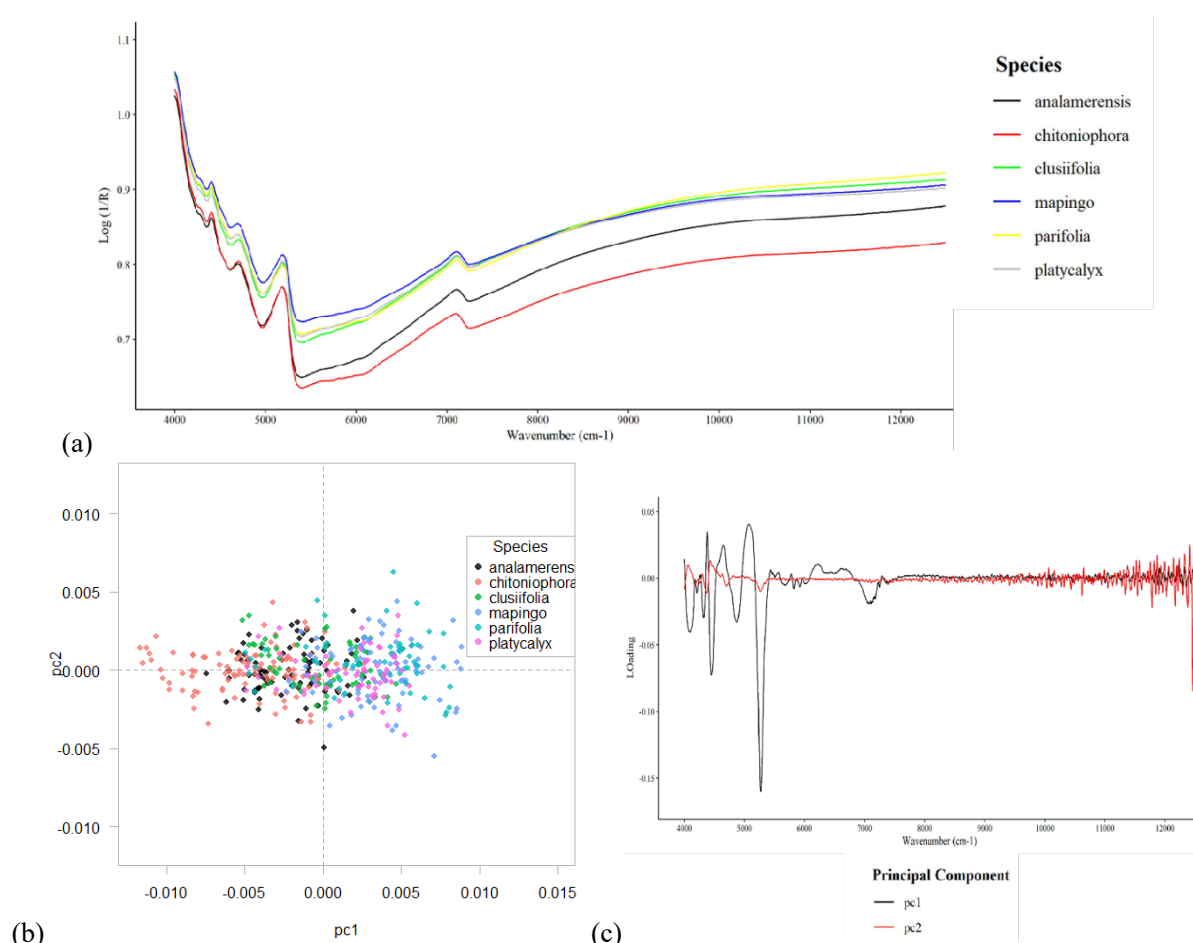 1.1
1.0
0.9
0.8
0.7
Log (1/R)
4000 5000 6000 7000 8000 9000 10000 11000 12000
Wavenumber (cm-1)
Species
analamerensis
chitoniophora
clusiifolia
mapingo
parifolia
platycalyx
(a)
0.010
0.005
0.000
-0.005
-0.010
pc2
-0.010 -0.005 0.000 0.005 0.010 0.015
pc1
Species
analamerens
chitoniophora
clusiifolia
mapingo
parifolia
platycalyx
(b)
0.05
0.00
-0.05
-0.10
-0.15
LOading
4000 5000 6000 7000 8000 9000 10000 11000 12000
Wavenumber (cm-1)
Principal Component
pc1
pc2
(c)